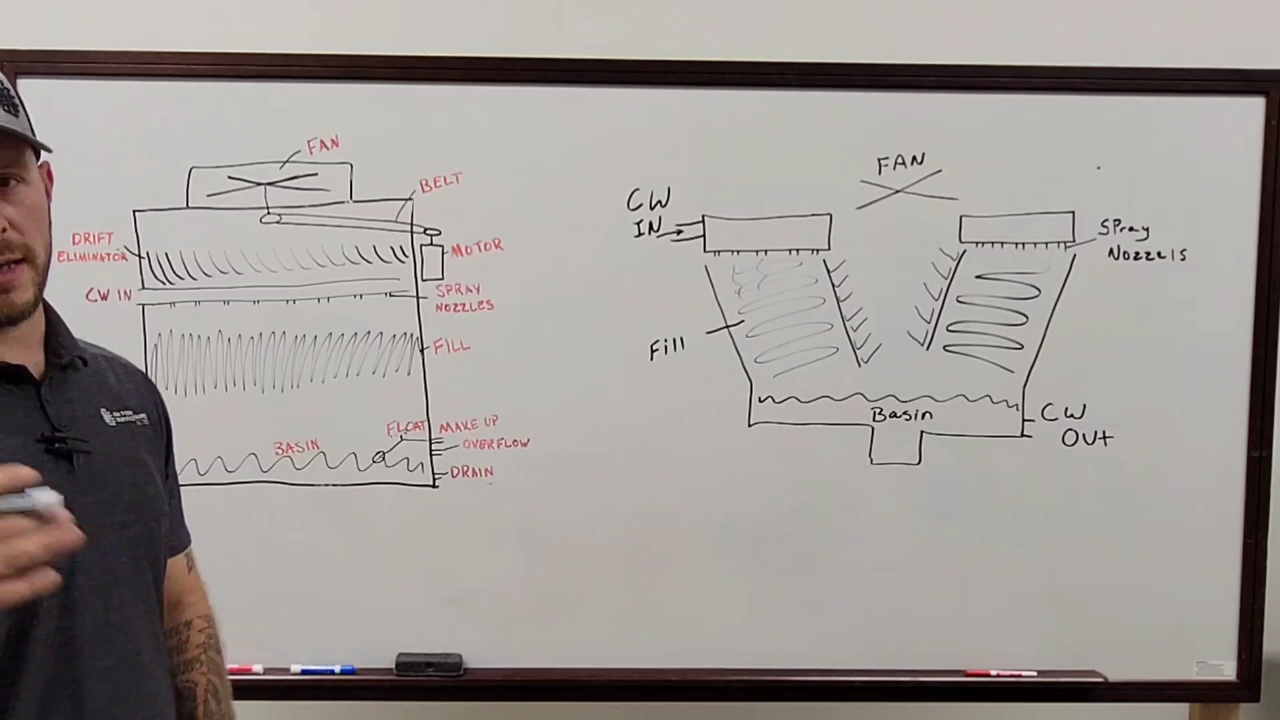 FAN
BELT
DRIFT
ELIMINATOR
MOTOR
CW IN
SPRAY
NOZZLES
FILL
FLOAT
MAKE UP
BASIN
OVERFLOW
DRAIN
FAN
CW
IN
SPray
Nozzels
Fill
Basin
CW
OUt